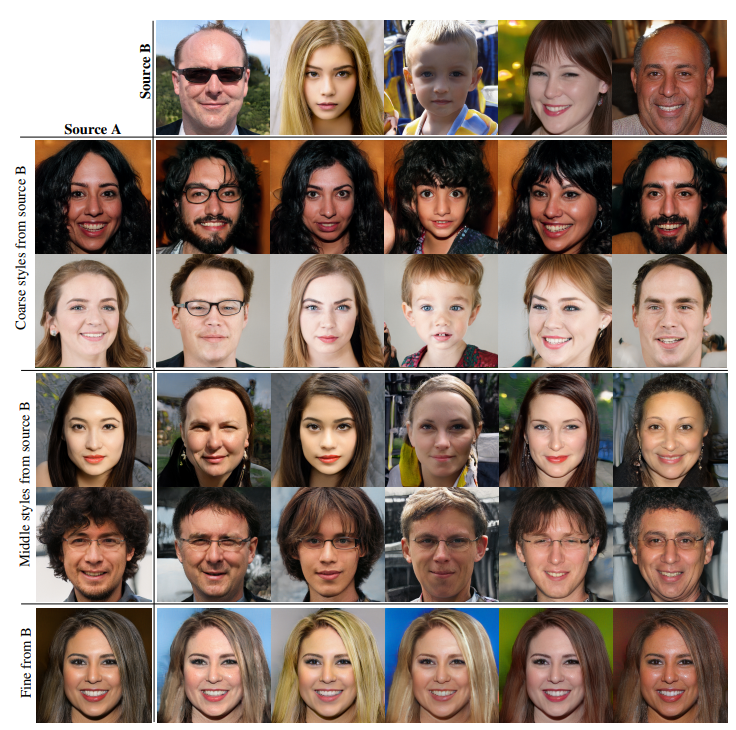 Source B
Source A
Coarse styles from source B
Middle styles from source B
Fine from B